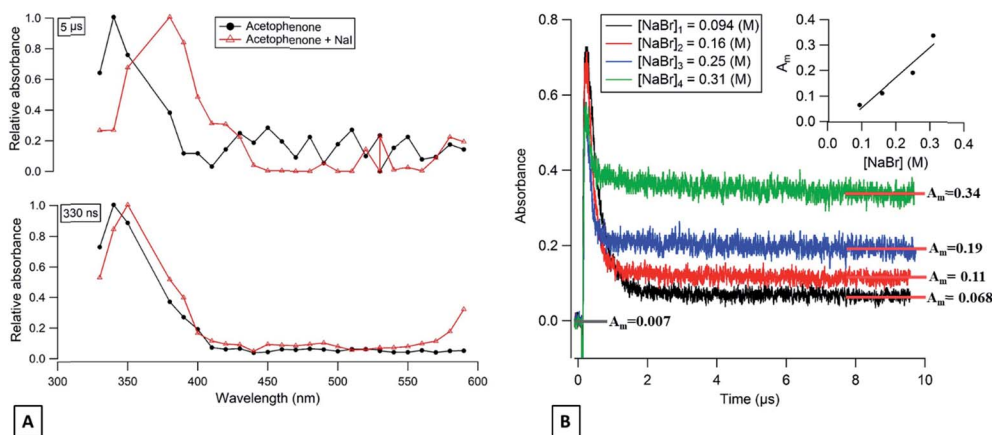 5 µs
Acetophenone
Acetophenone + NaI
Relative absorbance
1.0
0.8
0.6
0.4
0.2
0.0
330 ns
Relative absorbance
1.0
0.8
0.6
0.4
0.2
0.0
300 350 400 450 500 550 600
Wavelength (nm)
A
[NaBr]₁ = 0.094 (M)
[NaBr]₂ = 0.16 (M)
[NaBr]₃ = 0.25 (M)
[NaBr]₄ = 0.31 (M)
Absorbance
0.8
0.6
0.4
0.2
0.0
Aₘ
0.4
0.3
0.2
0.1
0.0
0.0 0.1 0.2 0.3 0.4
[NaBr] (M)
Aₘ=0.34
Aₘ=0.19
Aₘ=0.11
Aₘ= 0.068
Aₘ=0.007
0 2 4 6 8 10
Time (µs)
B